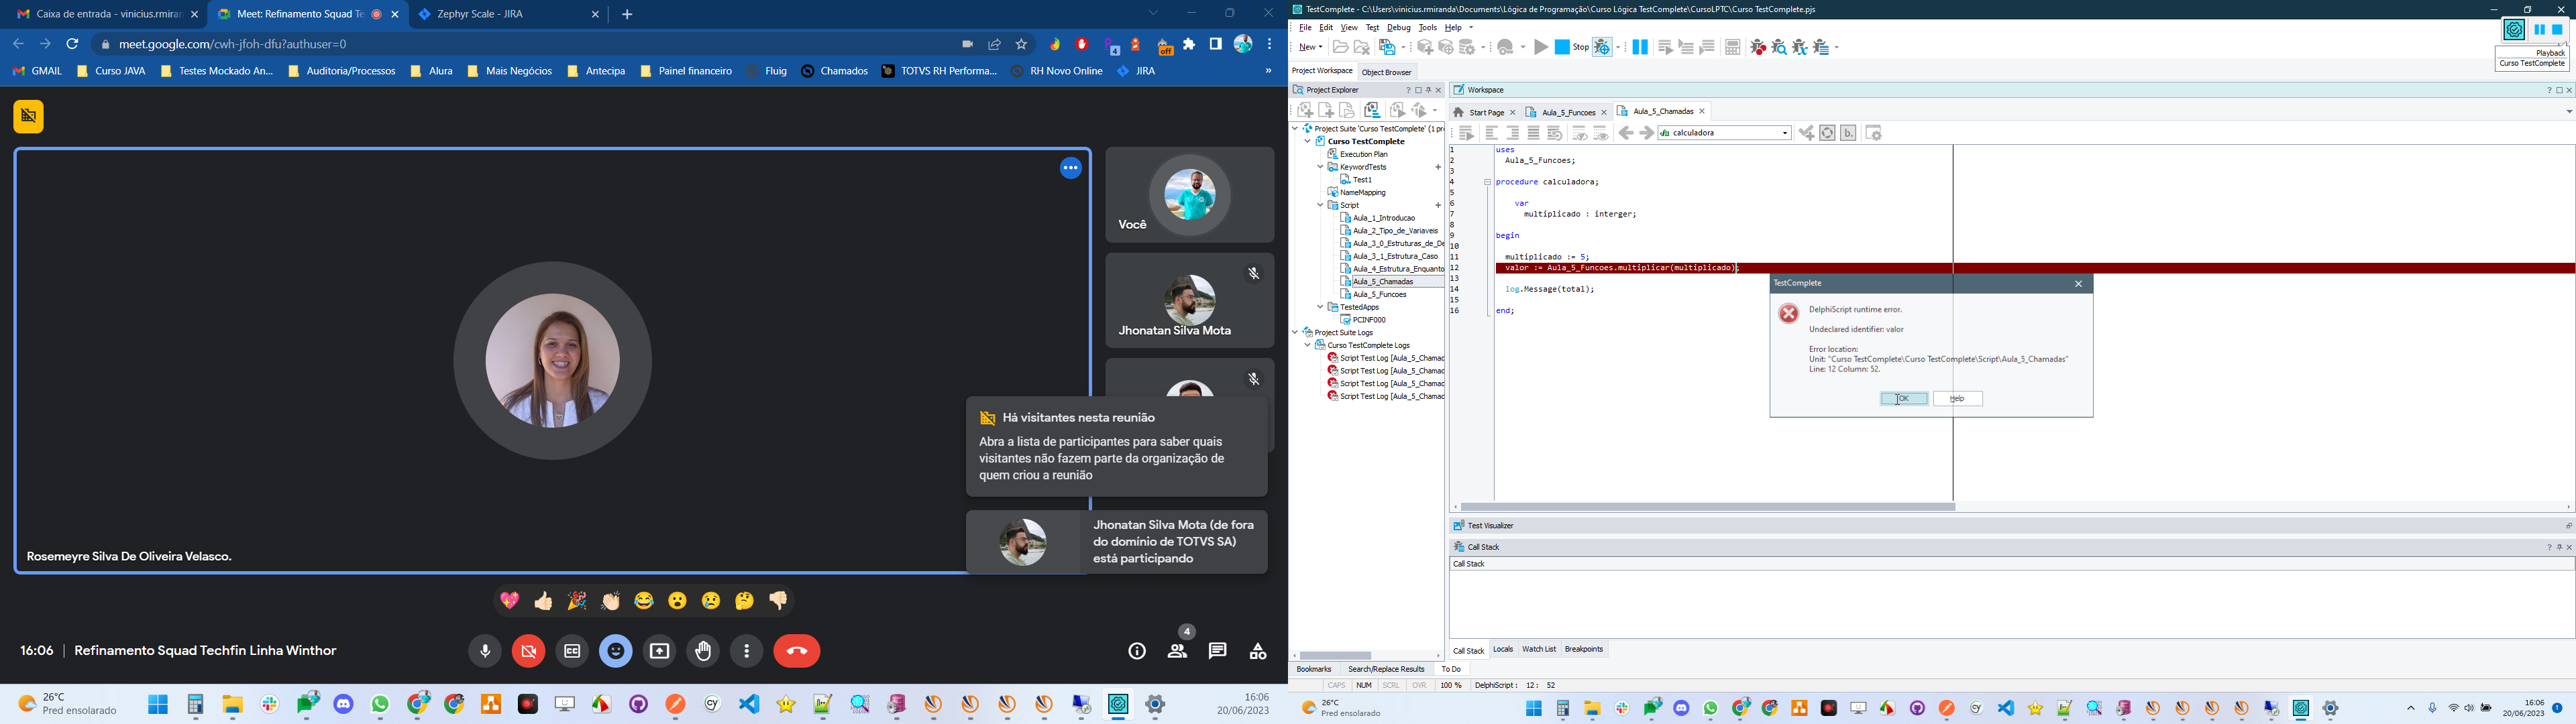 Caixa de entrada - vinicius.rmiran
Meet: Refinamento Squad Te
Zephyr Scale - JIRA
meet.google.com/cwh-jfoh-dfu?authuser=0
4
off
GMAIL
Curso JAVA
Testes Mockado An...
Auditoria/Processos
Alura
Mais Negócios
Antecipa
Painel financeiro
Fluig
Chamados
TOTVS RH Performa...
RH Novo Online
JIRA
»
Você
Jhonatan Silva Mota
Há visitantes nesta reunião
Abra a lista de participantes para saber quais
visitantes não fazem parte da organização de
quem criou a reunião
Jhonatan Silva Mota (de fora
do domínio de TOTVS SA)
está participando
Rosemeyre Silva De Oliveira Velasco.
16:06 | Refinamento Squad Techfin Linha Winthor
4
26°C
Pred ensolarado
16:06
20/06/2023
TestComplete - C:\Users\vinicius.rmiranda\Documents\Lógica de Programação\Curso Lógica TestComplete\CursoLPTC\Curso TestComplete.pjs
File Edit View Test Debug Tools Help
New
Stop
Playback
Curso TestComplete
Project Workspace
Object Browser
Project Explorer
Project Suite 'Curso TestComplete' (1 pr
Curso TestComplete
Execution Plan
KeywordTests
Test1
NameMapping
Script
Aula_1_Introducao
Aula_2_Tipo_de_Variaveis
Aula_3_0_Estruturas_de_De
Aula_3_1_Estrutura_Caso
Aula_4_Estrutura_Enquanto
Aula_5_Chamadas
Aula_5_Funcoes
TestedApps
PCINF000
Project Suite Logs
Curso TestComplete Logs
Script Test Log [Aula_5_Chamad
Script Test Log [Aula_5_Chamad
Script Test Log [Aula_5_Chamad
Script Test Log [Aula_5_Chamad
Bookmarks
Search/Replace Results
To Do
Workspace
Start Page
Aula_5_Funcoes
Aula_5_Chamadas
calculadora
1 uses
2 Aula_5_Funcoes;
3
4 procedure calculadora;
5
6 var
7 multiplicado : interger;
8
9 begin
10
11 multiplicado := 5;
12 valor := Aula_5_Funcoes.multiplicar(multiplicado);
13
14 log.Message(total);
15
16 end;
TestComplete
DelphiScript runtime error.
Undeclared identifier: valor
Error location:
Unit: "Curso TestComplete\Curso TestComplete\Script\Aula_5_Chamadas"
Line: 12 Column: 52.
OK
Help
Test Visualizer
Call Stack
Call Stack
Call Stack
Locals
Watch List
Breakpoints
CAPS NUM SCRL OVR 100 % DelphiScript : 12: 52
26°C
Pred ensolarado
16:06
20/06/2023
1